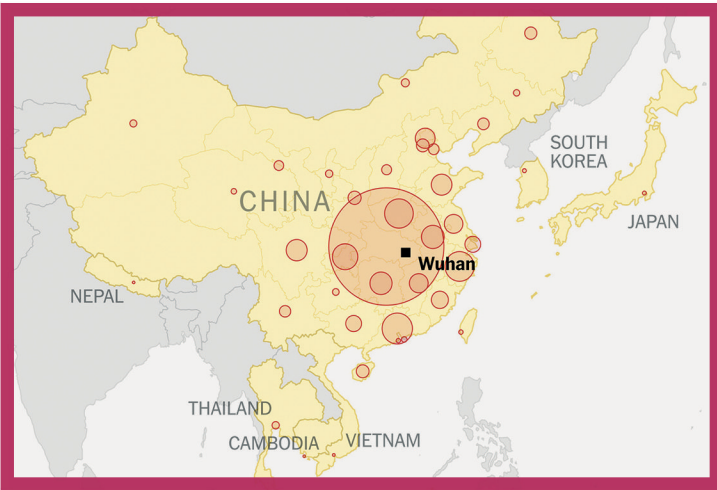 SOUTH
KOREA
CHINA
JAPAN
Wuhan
NEPAL
THAILAND
CAMBODIA
VIETNAM